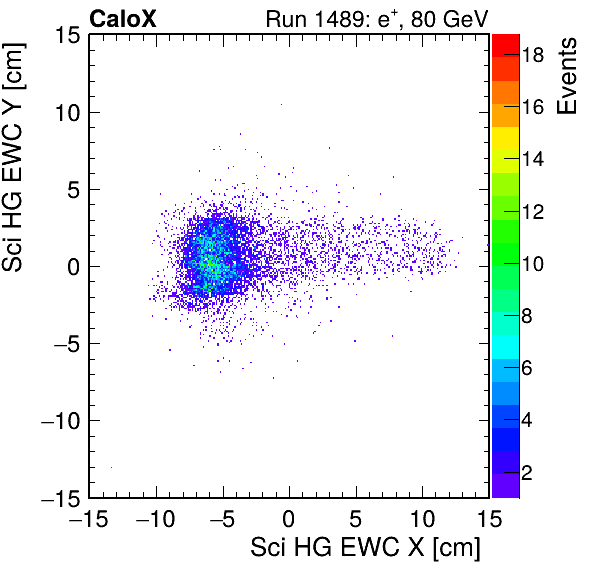 CaloX
Run 1489: e+, 80 GeV
Sci HG EWC Y [cm]
Events
15
10
5
0
−5
−10
−15
18
16
14
12
10
8
6
4
2
−15 −10 −5 0 5 10 15
Sci HG EWC X [cm]